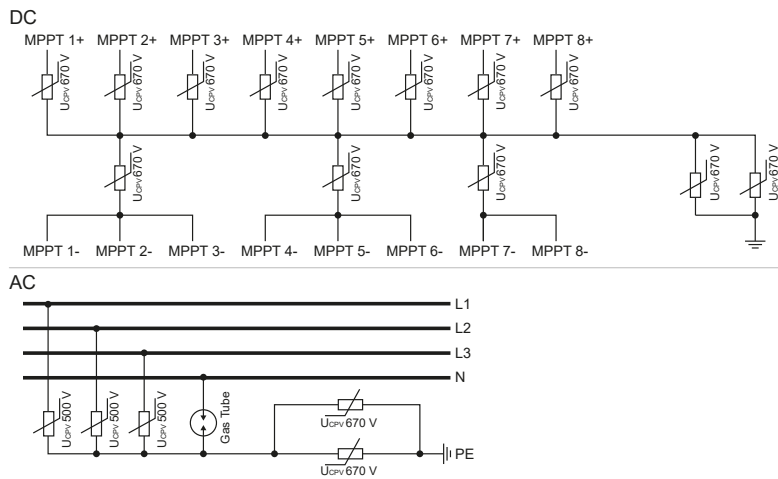 DC
MPPT 1+ MPPT 2+ MPPT 3+ MPPT 4+ MPPT 5+ MPPT 6+ MPPT 7+ MPPT 8+
UCPV 670 V UCPV 670 V UCPV 670 V UCPV 670 V UCPV 670 V UCPV 670 V UCPV 670 V UCPV 670 V
UCPV 670 V UCPV 670 V UCPV 670 V UCPV 670 V UCPV 670 V
MPPT 1- MPPT 2- MPPT 3- MPPT 4- MPPT 5- MPPT 6- MPPT 7- MPPT 8-
AC
L1
L2
L3
N
UCPV 500 V UCPV 500 V UCPV 500 V Gas Tube
UCPV 670 V
PE
UCPV 670 V